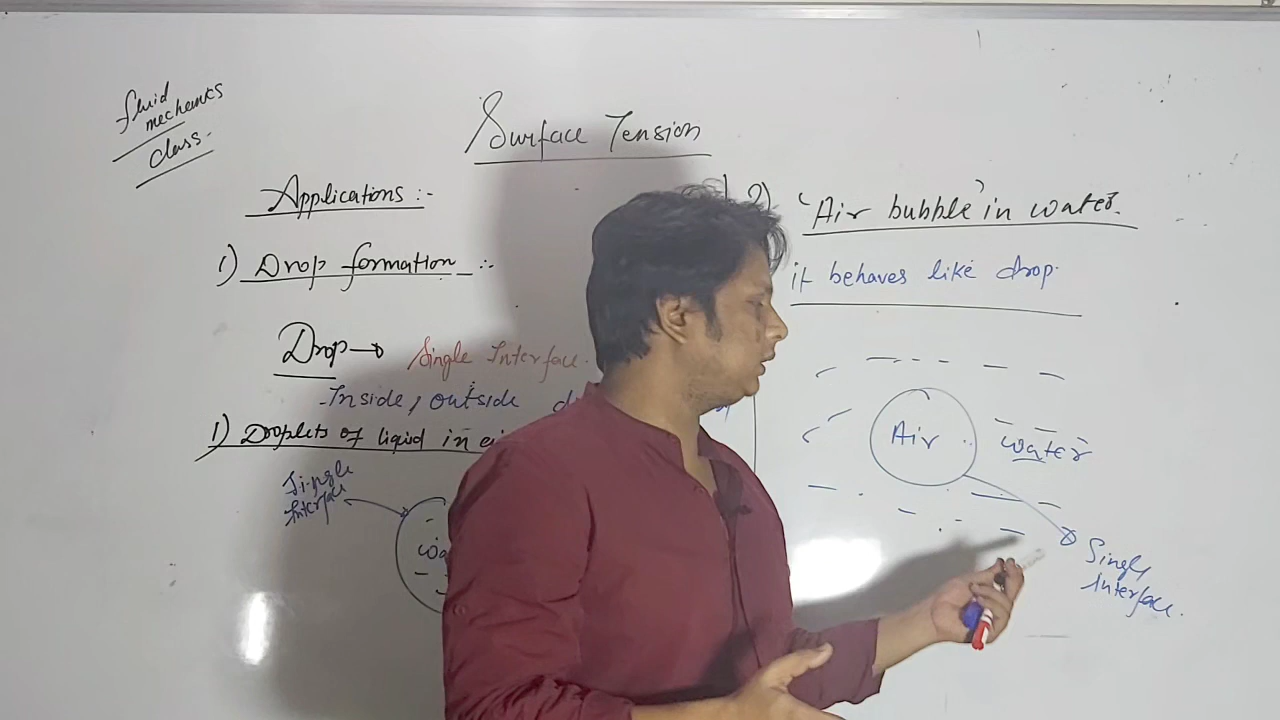 fluid
mechanics
class.
Surface Tension
Applications :-
1) Drop formation :-
Drop → Single Interface.
- Inside, outside
1) Droplets of liquid in
Single
Interface
2) 'Air bubble' in water.
it behaves like drop.
Air
water
Single
Interface.